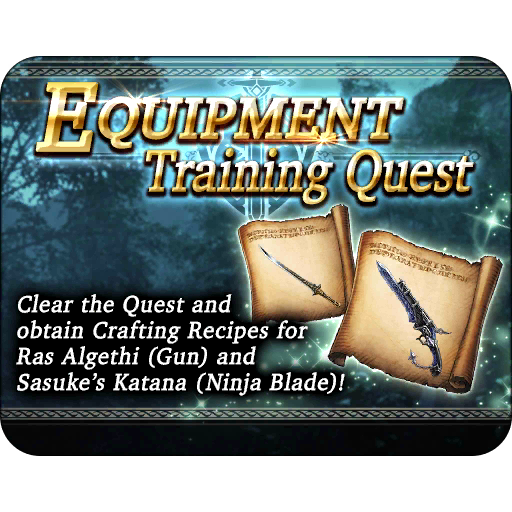 EQUIPMENT
Training Quest
Clear the Quest and
obtain Crafting Recipes for
Ras Algethi (Gun) and
Sasuke's Katana (Ninja Blade)!